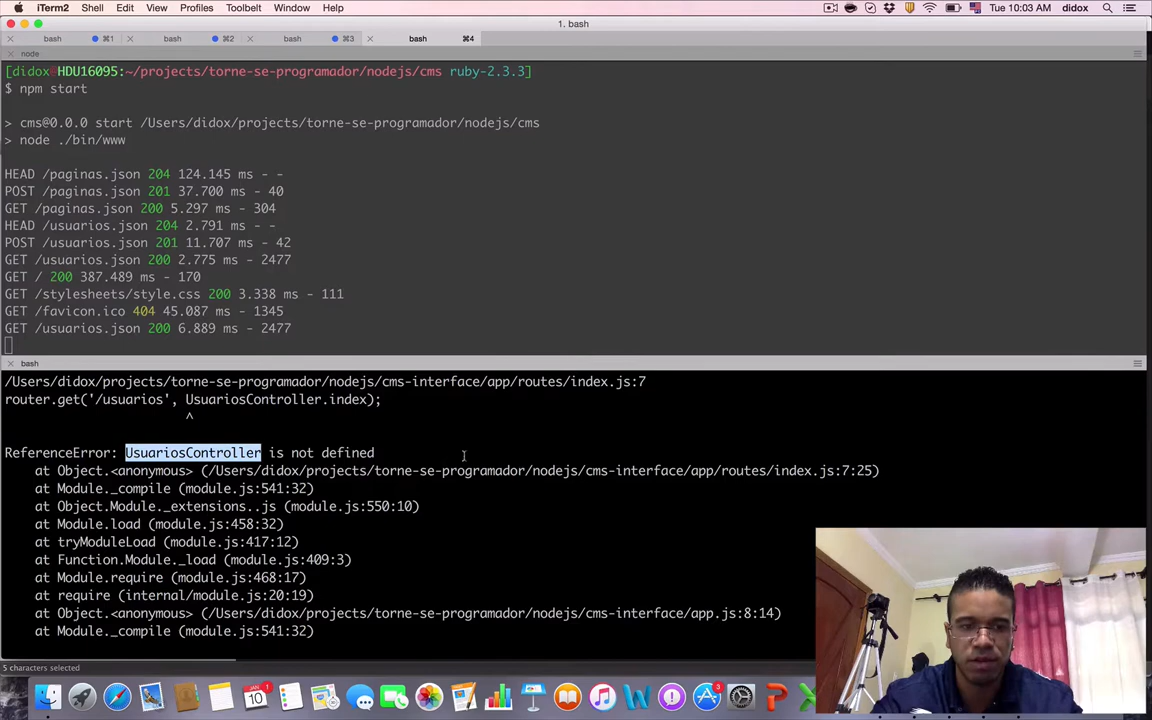 iTerm2 Shell Edit View Profiles Toolbelt Window Help Tue 10:03 AM didox
1. bash
bash ⌘1 bash ⌘2 bash ⌘3 bash ⌘4
node
[didox@HDU16095:~/projects/torne-se-programador/nodejs/cms ruby-2.3.3]
$ npm start
> cms@0.0.0 start /Users/didox/projects/torne-se-programador/nodejs/cms
> node ./bin/www
HEAD /paginas.json 204 124.145 ms - -
POST /paginas.json 201 37.700 ms - 40
GET /paginas.json 200 5.297 ms - 304
HEAD /usuarios.json 204 2.791 ms - -
POST /usuarios.json 201 11.707 ms - 42
GET /usuarios.json 200 2.775 ms - 2477
GET / 200 387.489 ms - 170
GET /stylesheets/style.css 200 3.338 ms - 111
GET /favicon.ico 404 45.087 ms - 1345
GET /usuarios.json 200 6.889 ms - 2477
bash
/Users/didox/projects/torne-se-programador/nodejs/cms-interface/app/routes/index.js:7
router.get('/usuarios', UsuariosController.index);
^
ReferenceError: UsuariosController is not defined
at Object.<anonymous> (/Users/didox/projects/torne-se-programador/nodejs/cms-interface/app/routes/index.js:7:25)
at Module._compile (module.js:541:32)
at Object.Module._extensions..js (module.js:550:10)
at Module.load (module.js:458:32)
at tryModuleLoad (module.js:417:12)
at Function.Module._load (module.js:409:3)
at Module.require (module.js:468:17)
at require (internal/module.js:20:19)
at Object.<anonymous> (/Users/didox/projects/torne-se-programador/nodejs/cms-interface/app.js:8:14)
at Module._compile (module.js:541:32)
5 characters selected